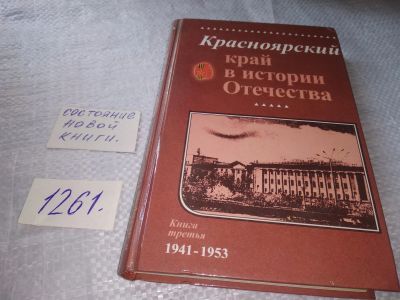 Красноярский
край
в истории
Отечества
Книга
третья
1941-1953
состояние
новой
книги.
1261.